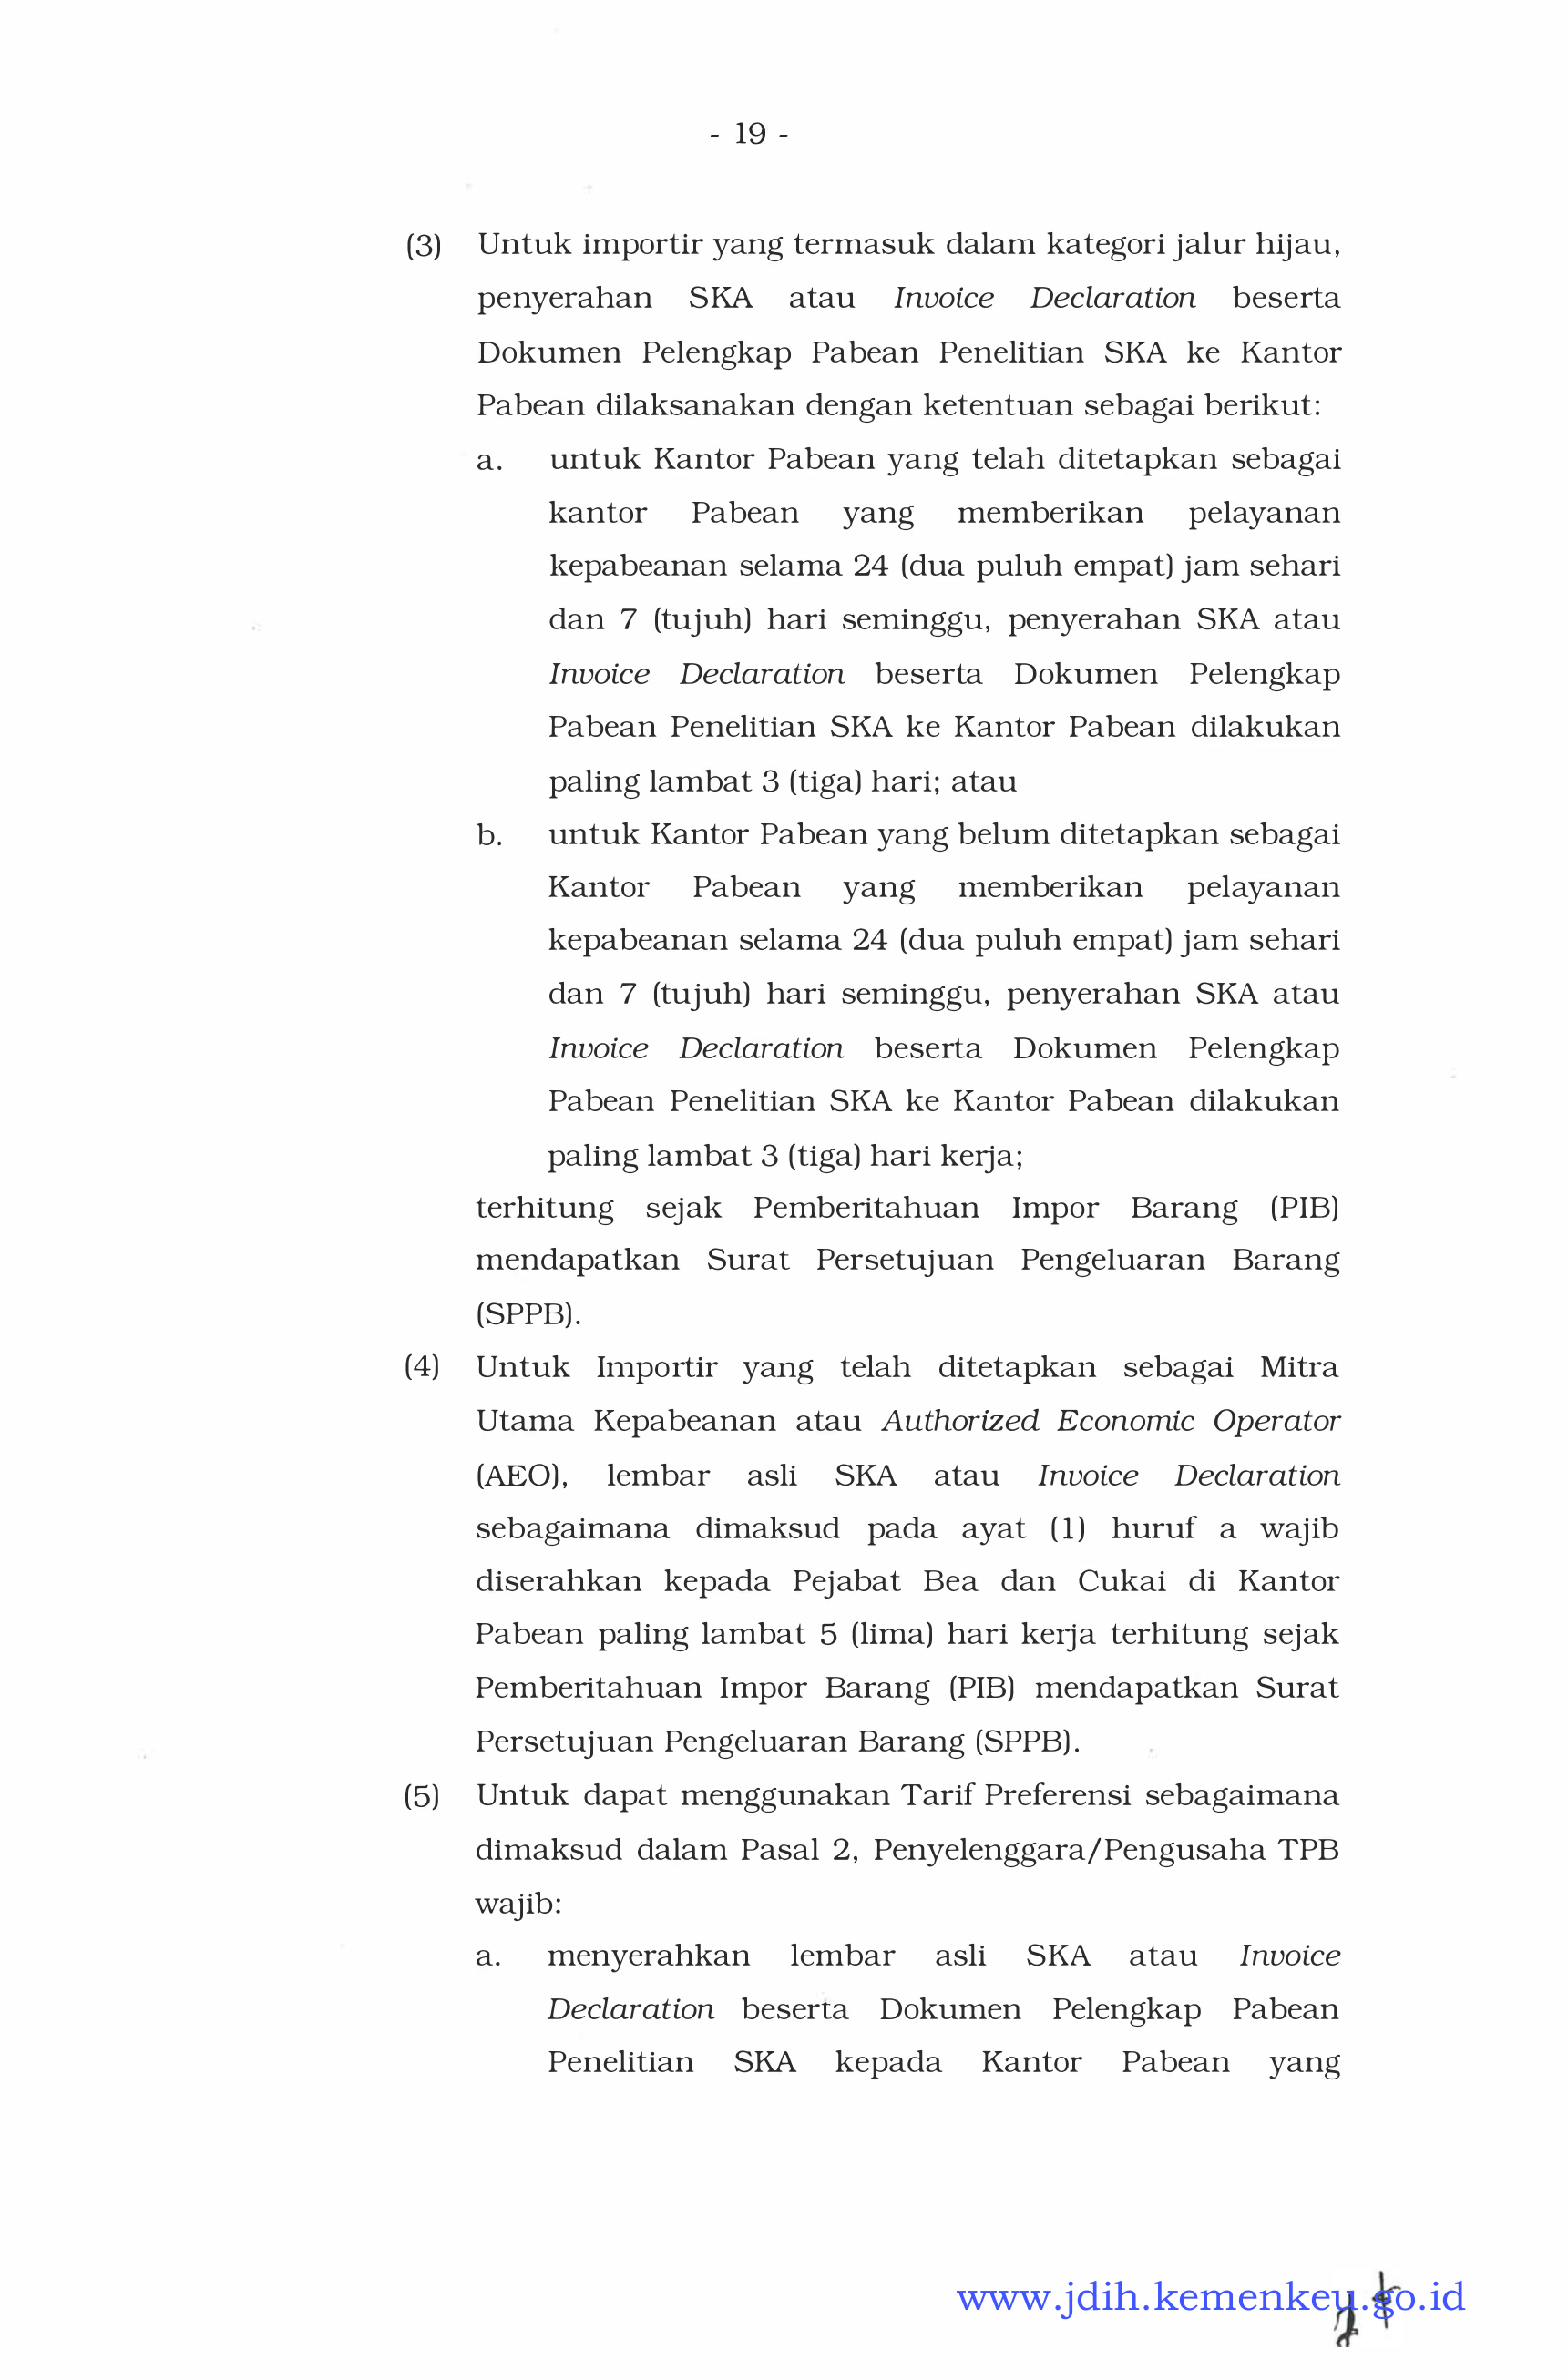 - 19 -
(3) Untuk importir yang termasuk dalam kategori jalur hijau,
penyerahan SKA atau Invoice Declaration beserta
Dokumen Pelengkap Pabean Penelitian SKA ke Kantor
Pabean dilaksanakan dengan ketentuan sebagai berikut:
a. untuk Kantor Pabean yang telah ditetapkan sebagai
kantor Pabean yang memberikan pelayanan
kepabeanan selama 24 (dua puluh empat) jam sehari
dan 7 (tujuh) hari seminggu, penyerahan SKA atau
Invoice Declaration beserta Dokumen Pelengkap
Pabean Penelitian SKA ke Kantor Pabean dilakukan
paling lambat 3 (tiga) hari; atau
b. untuk Kantor Pabean yang belum ditetapkan sebagai
Kantor Pabean yang memberikan pelayanan
kepabeanan selama 24 (dua puluh empat) jam sehari
dan 7 (tujuh) hari seminggu, penyerahan SKA atau
Invoice Declaration beserta Dokumen Pelengkap
Pabean Penelitian SKA ke Kantor Pabean dilakukan
paling lambat 3 (tiga) hari kerja;
terhitung sejak Pemberitahuan Impor Barang (PIB)
mendapatkan Surat Persetujuan Pengeluaran Barang
(SPPB).
(4) Untuk Importir yang telah ditetapkan sebagai Mitra
Utama Kepabeanan atau Authorized Economic Operator
(AEO), lembar asli SKA atau Invoice Declaration
sebagaimana dimaksud pada ayat (1) huruf a wajib
diserahkan kepada Pejabat Bea dan Cukai di Kantor
Pabean paling lambat 5 (lima) hari kerja terhitung sejak
Pemberitahuan Impor Barang (PIB) mendapatkan Surat
Persetujuan Pengeluaran Barang (SPPB).
(5) Untuk dapat menggunakan Tarif Preferensi sebagaimana
dimaksud dalam Pasal 2, Penyelenggara/Pengusaha TPB
wajib:
a. menyerahkan lembar asli SKA atau Invoice
Declaration beserta Dokumen Pelengkap Pabean
Penelitian SKA kepada Kantor Pabean yang
www.jdih.kemenkeu.go.id